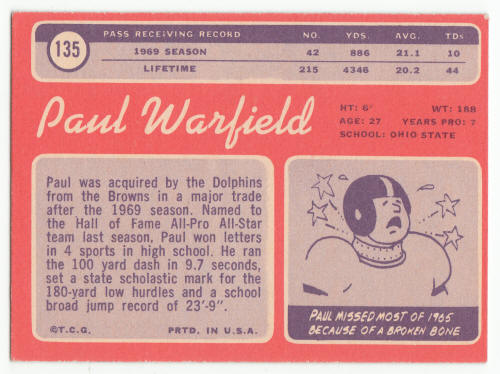 135
PASS RECEIVING RECORD NO. YDS. AVG. TDs
1969 SEASON 42 886 21.1 10
LIFETIME 215 4346 20.2 44
Paul Warfield
HT: 6' WT: 188
AGE: 27 YEARS PRO: 7
SCHOOL: OHIO STATE
Paul was acquired by the Dolphins
from the Browns in a major trade
after the 1969 season. Named to
the Hall of Fame All-Pro All-Star
team last season, Paul won letters
in 4 sports in high school. He ran
the 100 yard dash in 9.7 seconds,
set a state scholastic mark for the
180-yard low hurdles and a school
broad jump record of 23'-9".
©T.C.G. PRTD. IN U.S.A.
PAUL MISSED MOST OF 1965
BECAUSE OF A BROKEN BONE